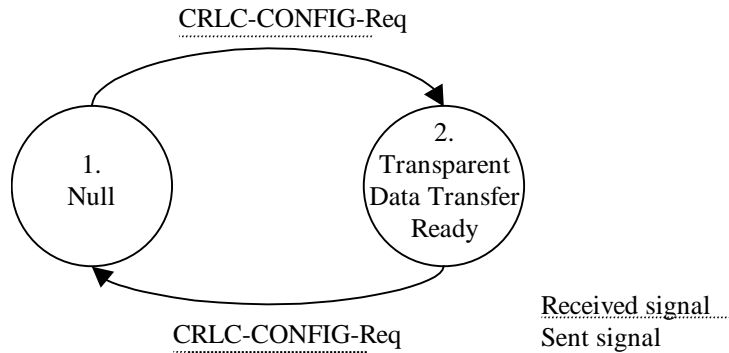 CRLC-CONFIG-Req
1.
Null
2.
Transparent
Data Transfer
Ready
CRLC-CONFIG-Req
Received signal
Sent signal